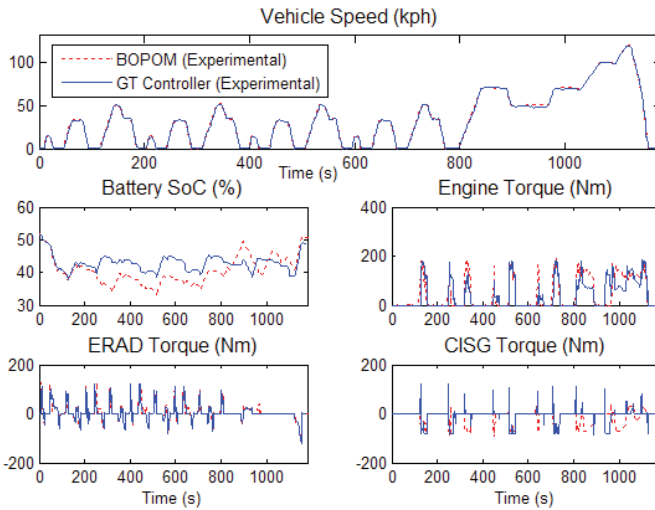 Vehicle Speed (kph)
BOPOM (Experimental)
GT Controller (Experimental)
100
50
0
0 200 400 600 800 1000
Time (s)
Battery SoC (%)
60
50
40
30
0 200 400 600 800 1000
Engine Torque (Nm)
400
200
0
0 200 400 600 800 1000
ERAD Torque (Nm)
200
0
-200
0 200 400 600 800 1000
Time (s)
CISG Torque (Nm)
200
0
-200
0 200 400 600 800 1000
Time (s)